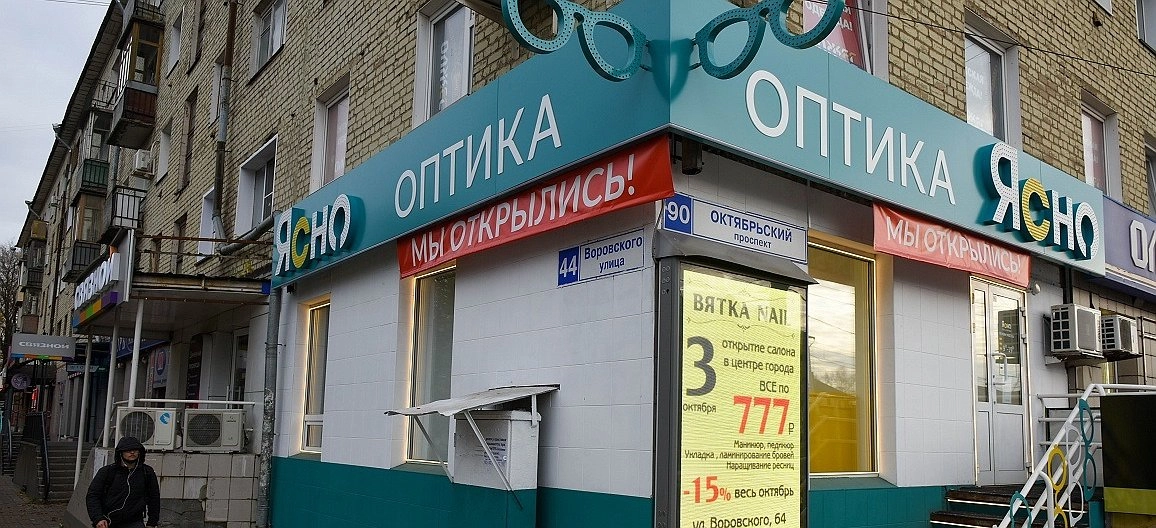 ОПТИКА
ЯСНО
МЫ ОТКРЫЛИСЬ!
44
Воровского
улица
ОПТИКА
ЯСНО
МЫ ОТКРЫЛИСЬ!
90
ОКТЯБРЬСКИЙ
проспект
ВЯТКА NAIL
3
октября
открытие салона
в центре города
ВСЕ по
777 ₽
Маникюр, педикюр
Укладка , ламинирование бровей
Наращивание ресниц
-15% весь октябрь
ул. Воровского, 64
СВЯЗНОЙ
СВЯЗНОЙ